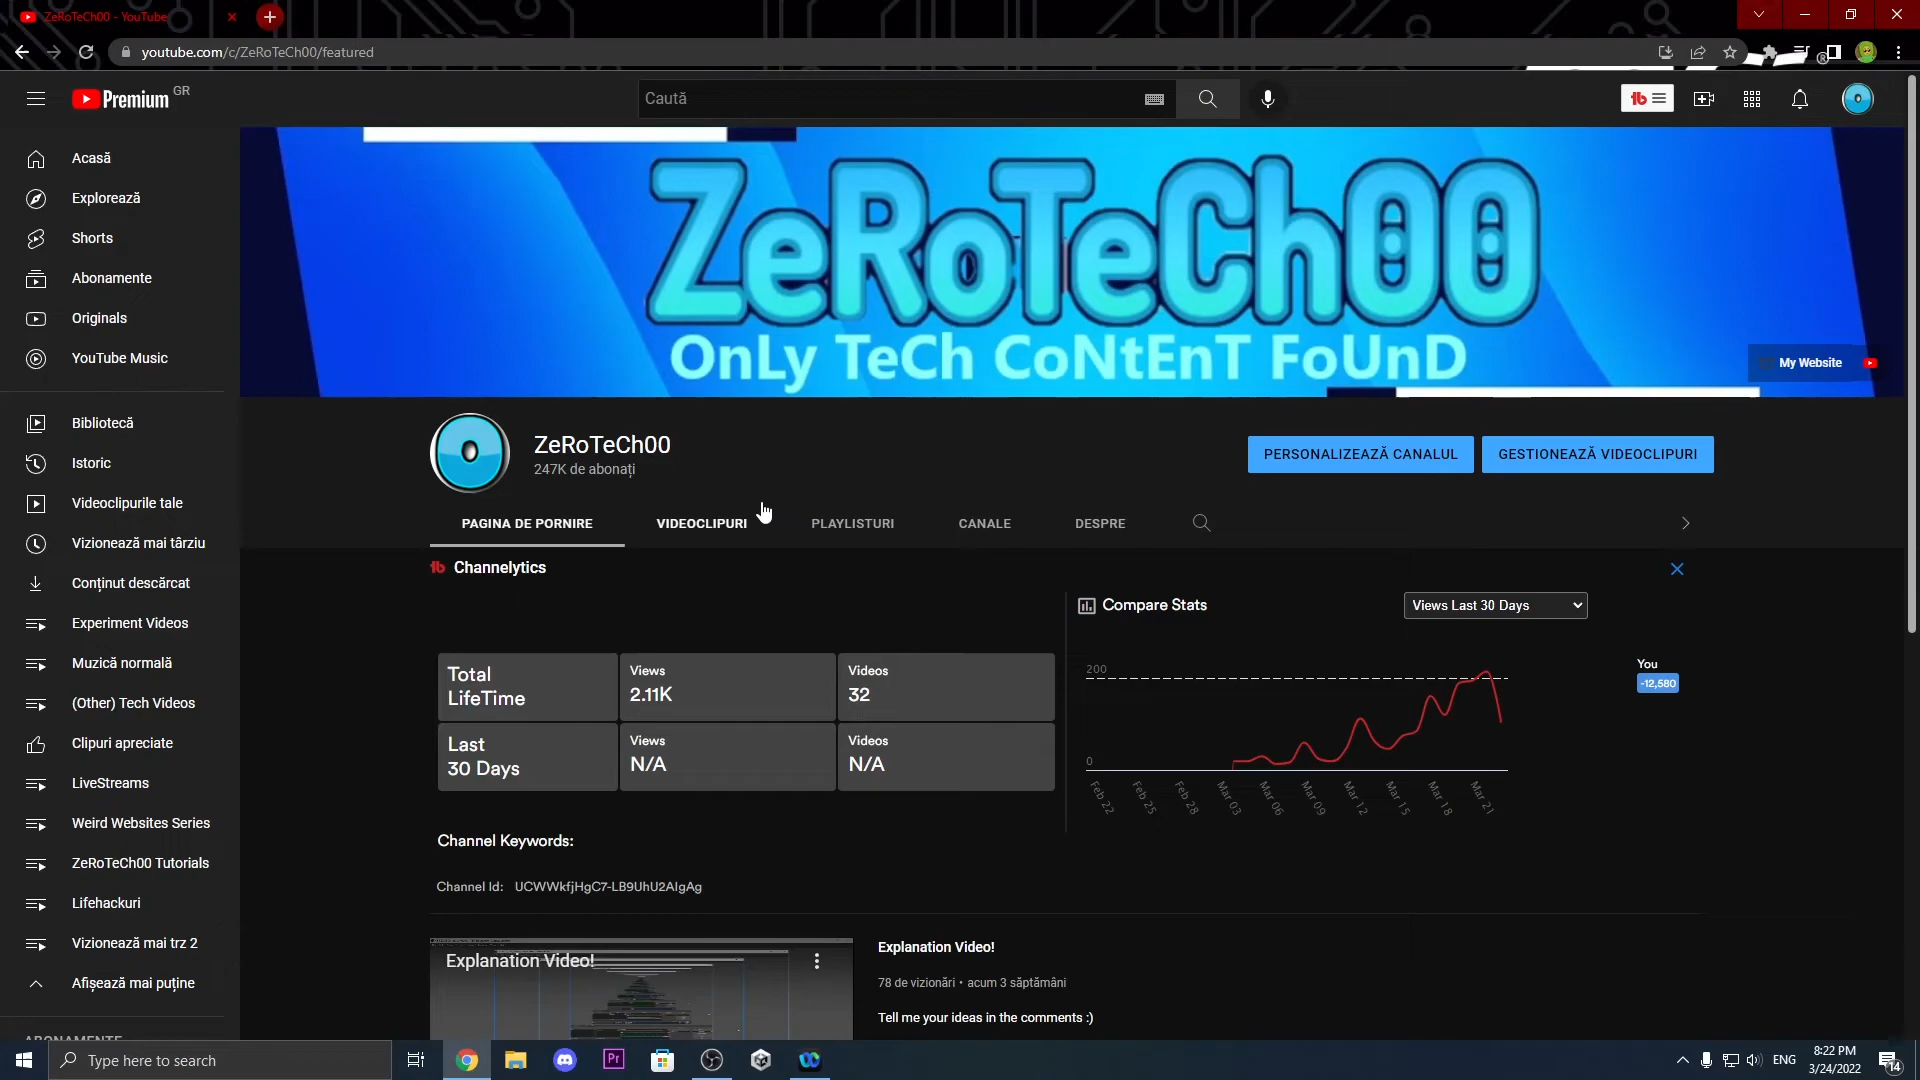 ZeRoTeCh00 - YouTube
youtube.com/c/ZeRoTeCh00/featured
Premium GR
Caută
Acasă
Explorează
Shorts
Abonamente
Originals
YouTube Music
Bibliotecă
Istoric
Videoclipurile tale
Vizionează mai târziu
Conținut descărcat
Experiment Videos
Muzică normală
(Other) Tech Videos
Clipuri apreciate
LiveStreams
Weird Websites Series
ZeRoTeCh00 Tutorials
Lifehackuri
Vizionează mai trz 2
Afișează mai puține
ABONAMENTE
ZeRoTeCh00
OnLy TeCh CoNtEnT FoUnD
My Website
ZeRoTeCh00
247K de abonați
PERSONALIZEAZĂ CANALUL
GESTIONEAZĂ VIDEOCLIPURI
PAGINA DE PORNIRE VIDEOCLIPURI PLAYLISTURI CANALE DESPRE
Channelytics
Total
LifeTime
Views
2.11K
Videos
32
Last
30 Days
Views
N/A
Videos
N/A
Compare Stats
Views Last 30 Days
200
0
Feb 22 Feb 25 Feb 28 Mar 03 Mar 06 Mar 09 Mar 12 Mar 15 Mar 18 Mar 21
You
-12,580
Channel Keywords:
Channel Id: UCWWkfjHgC7-LB9UhU2AlgAg
Explanation Video!
Explanation Video!
78 de vizionări • acum 3 săptămâni
Tell me your ideas in the comments :)
Type here to search
Pr
ENG
8:22 PM
3/24/2022
14